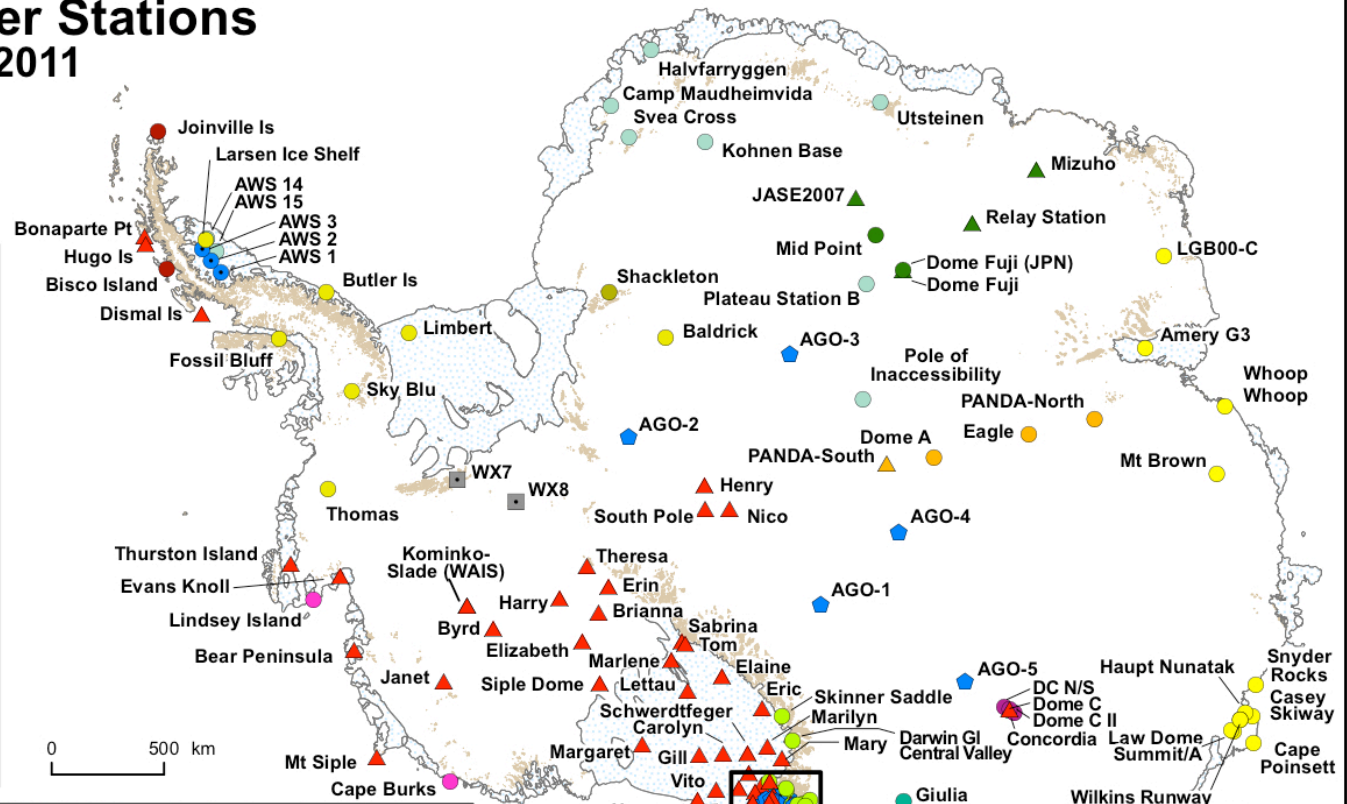 er Stations
2011
Halvfarryggen
Camp Maudheimvida
Svea Cross
Utsteinen
Joinville Is
Kohnen Base
Larsen Ice Shelf
Mizuho
AWS 14
AWS 15
JASE2007
AWS 3
Relay Station
Bonaparte Pt
AWS 2
Mid Point
LGB00-C
Hugo Is
AWS 1
Dome Fuji (JPN)
Bisco Island
Butler Is
Shackleton
Dome Fuji
Plateau Station B
Dismal Is
Limbert
Baldrick
AGO-3
Amery G3
Fossil Bluff
Pole of
Inaccessibility
Whoop
Whoop
Sky Blu
PANDA-North
AGO-2
Eagle
Dome A
PANDA-South
Mt Brown
WX7
WX8
Henry
Thomas
South Pole
Nico
AGO-4
Thurston Island
Kominko-
Slade (WAIS)
Theresa
Evans Knoll
Erin
AGO-1
Harry
Brianna
Lindsey Island
Byrd
Sabrina
Tom
Elizabeth
Bear Peninsula
Marlene
Elaine
AGO-5
Haupt Nunatak
Snyder
Rocks
Janet
Siple Dome
Lettau
Eric
DC N/S
Skinner Saddle
Dome C
Casey
Skiway
Schwerdtfeger
Marilyn
Dome C II
Carolyn
Darwin Gl
Central Valley
Concordia
Law Dome
Summit/A
0 500 km
Margaret
Gill
Mary
Cape
Poinsett
Mt Siple
Vito
Cape Burks
Giulia
Wilkins Runway